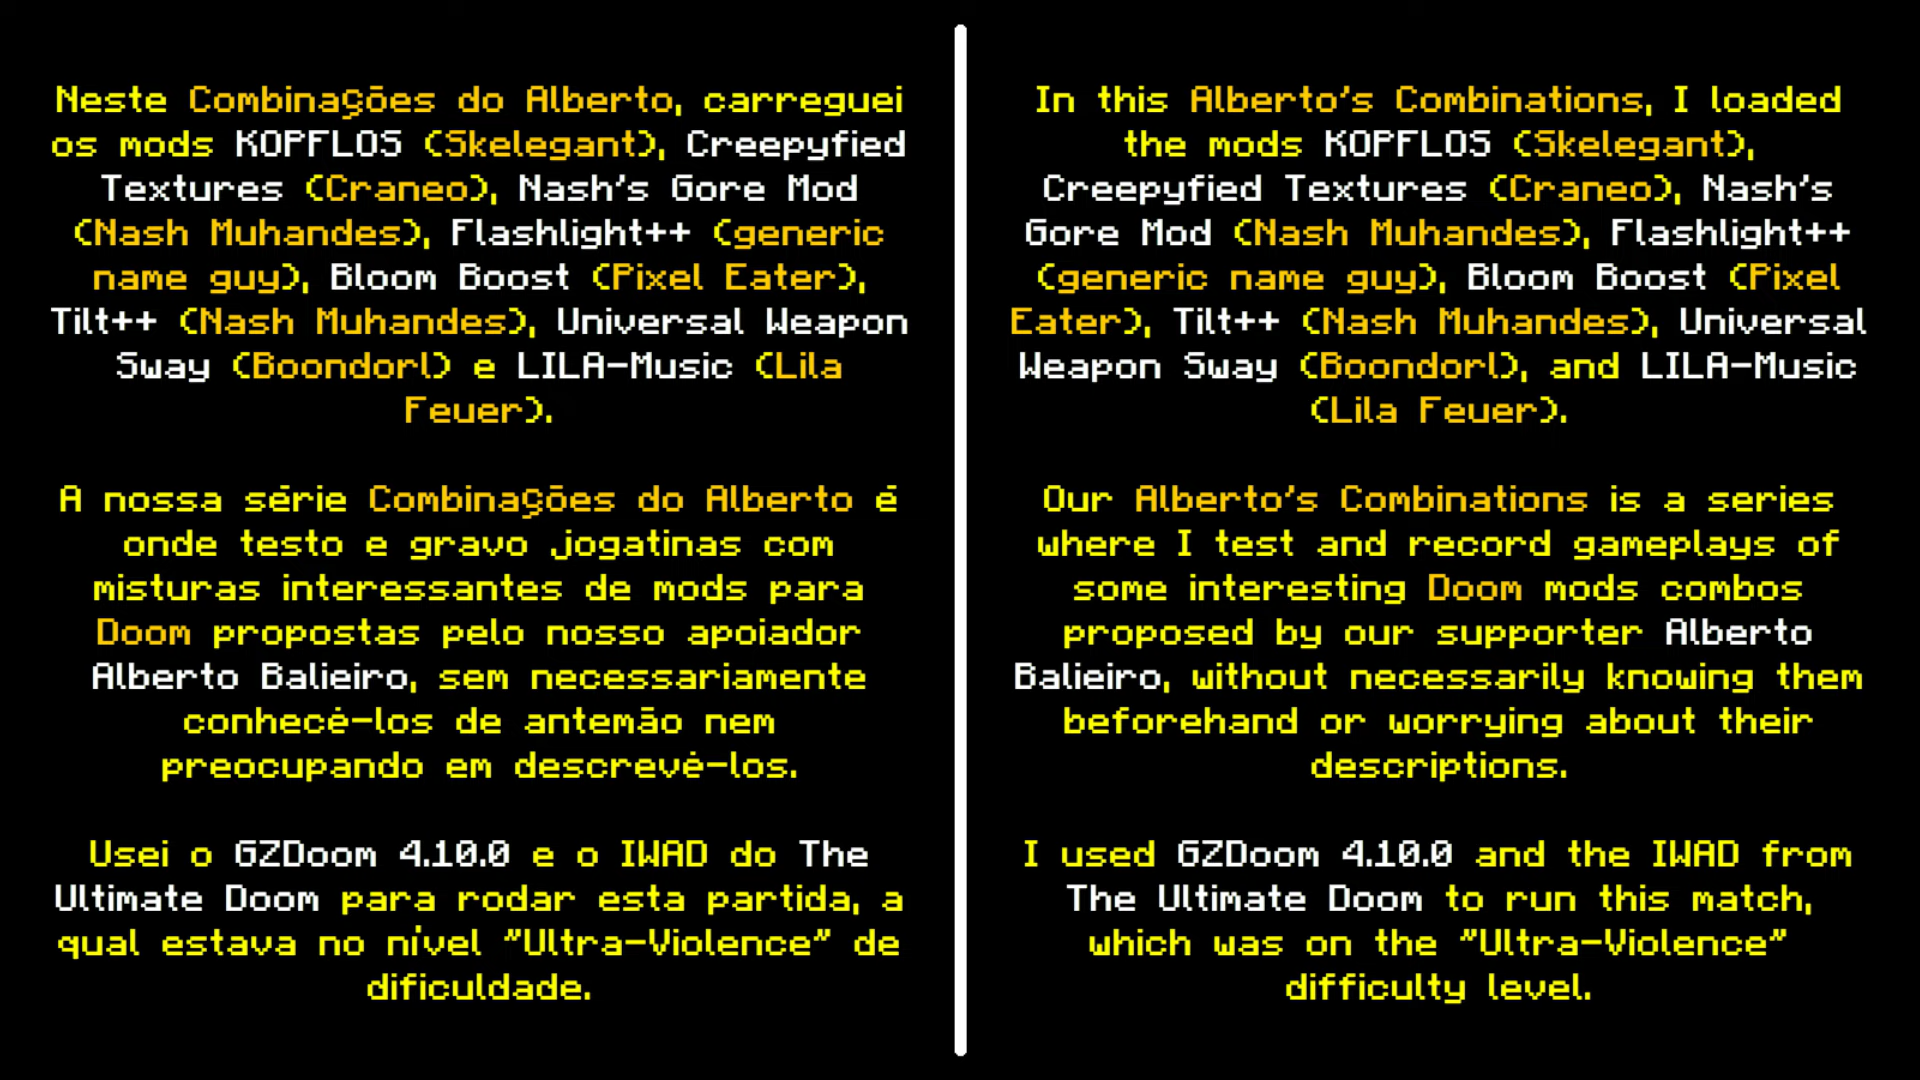 Neste Combinações do Alberto, carreguei
os mods KOPFLOS (Skelegant), Creepyfied
Textures (Craneo), Nash's Gore Mod
(Nash Muhandes), Flashlight++ (generic
name guy), Bloom Boost (Pixel Eater),
Tilt++ (Nash Muhandes), Universal Weapon
Sway (Boondorl) e LILA-Music (Lila
Feuer).
A nossa série Combinações do Alberto é
onde testo e gravo jogatinas com
misturas interessantes de mods para
Doom propostas pelo nosso apoiador
Alberto Balieiro, sem necessariamente
conhecê-los de antemão nem
preocupando em descrevê-los.
Usei o GZDoom 4.10.0 e o IWAD do The
Ultimate Doom para rodar esta partida, a
qual estava no nível "Ultra-Violence" de
dificuldade.
In this Alberto's Combinations, I loaded
the mods KOPFLOS (Skelegant),
Creepyfied Textures (Craneo), Nash's
Gore Mod (Nash Muhandes), Flashlight++
(generic name guy), Bloom Boost (Pixel
Eater), Tilt++ (Nash Muhandes), Universal
Weapon Sway (Boondorl), and LILA-Music
(Lila Feuer).
Our Alberto's Combinations is a series
where I test and record gameplays of
some interesting Doom mods combos
proposed by our supporter Alberto
Balieiro, without necessarily knowing them
beforehand or worrying about their
descriptions.
I used GZDoom 4.10.0 and the IWAD from
The Ultimate Doom to run this match,
which was on the "Ultra-Violence"
difficulty level.